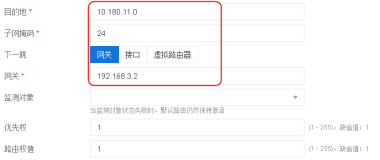 目的地 * 10.180.11.0
子网掩码 * 24
下一跳 网关 接口 虚拟路由器
网关 * 192.168.3.2
监测对象
当监测对象状态失败时，默认路由仍然保持激活
优先权 1 (1 - 255)，缺省值：1
路由权值 1 (1 - 255)，缺省值：1